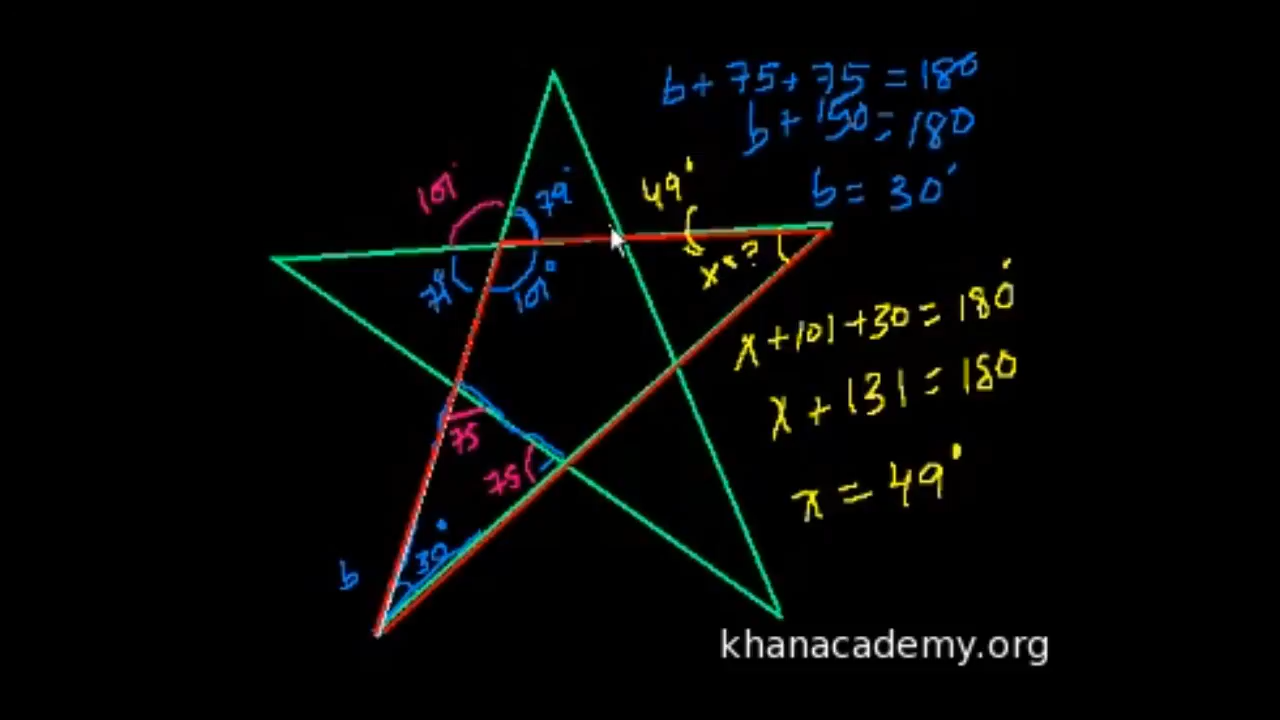 b + 75 + 75 = 180
b + 150 = 180
b = 30°
101°
79°
49°
x = ?
79°
101°
x + 101 + 30 = 180°
x + 131 = 180
x = 49°
75
75
30°
b
khanacademy.org